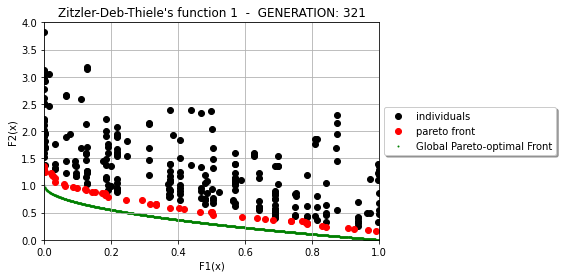 Zitzler-Deb-Thiele's function 1 - GENERATION: 321
4.0
3.5
3.0
2.5
2.0
1.5
1.0
0.5
0.0
F2(x)
0.0 0.2 0.4 0.6 0.8 1.0
F1(x)
individuals
pareto front
Global Pareto-optimal Front